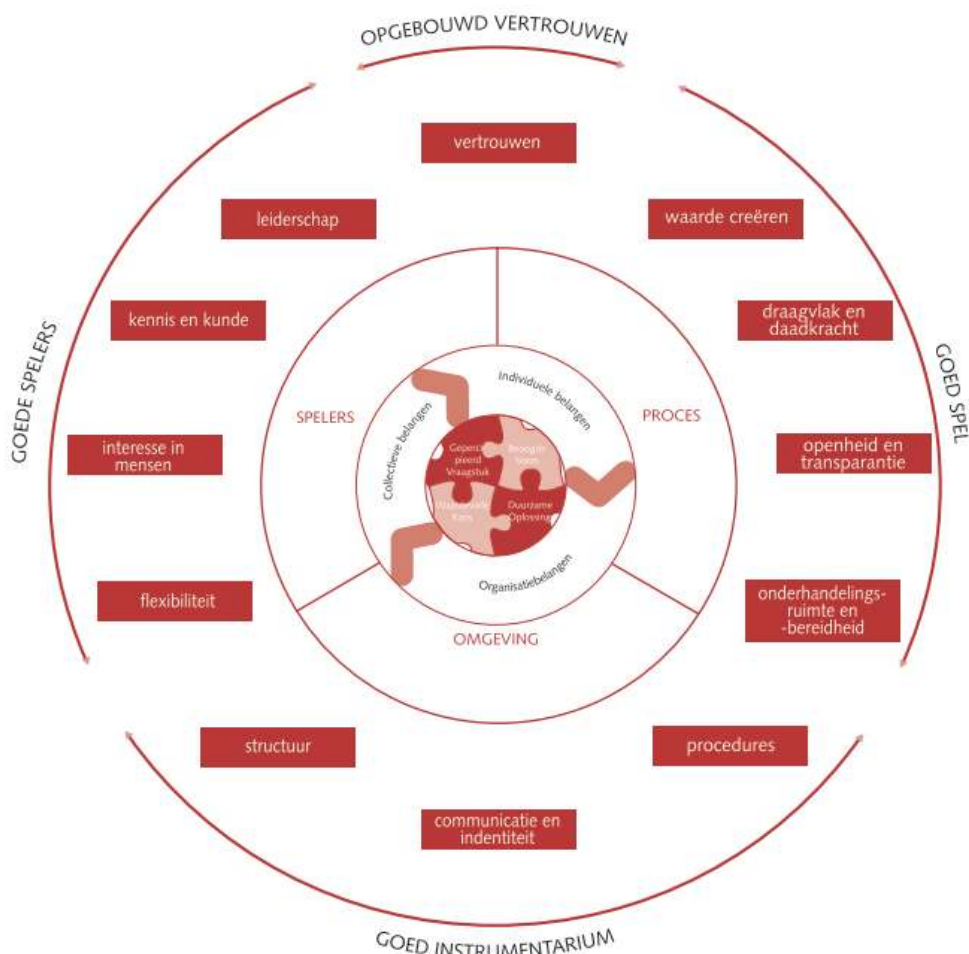 OPGEBOUWD VERTROUWEN
vertrouwen
leiderschap
waarde creëren
kennis en kunde
draagvlak en
daadkracht
GOEDE SPELERS
GOED SPEL
SPELERS
PROCES
Individuele belangen
Collectieve belangen
interesse in
mensen
openheid en
transparantie
Vraagstuk
Duurzame
Oplossing
Organisatiebelangen
flexibiliteit
onderhandelings-
ruimte en
-bereidheid
OMGEVING
structuur
procedures
communicatie en
indentiteit
GOED INSTRUMENTARIUM